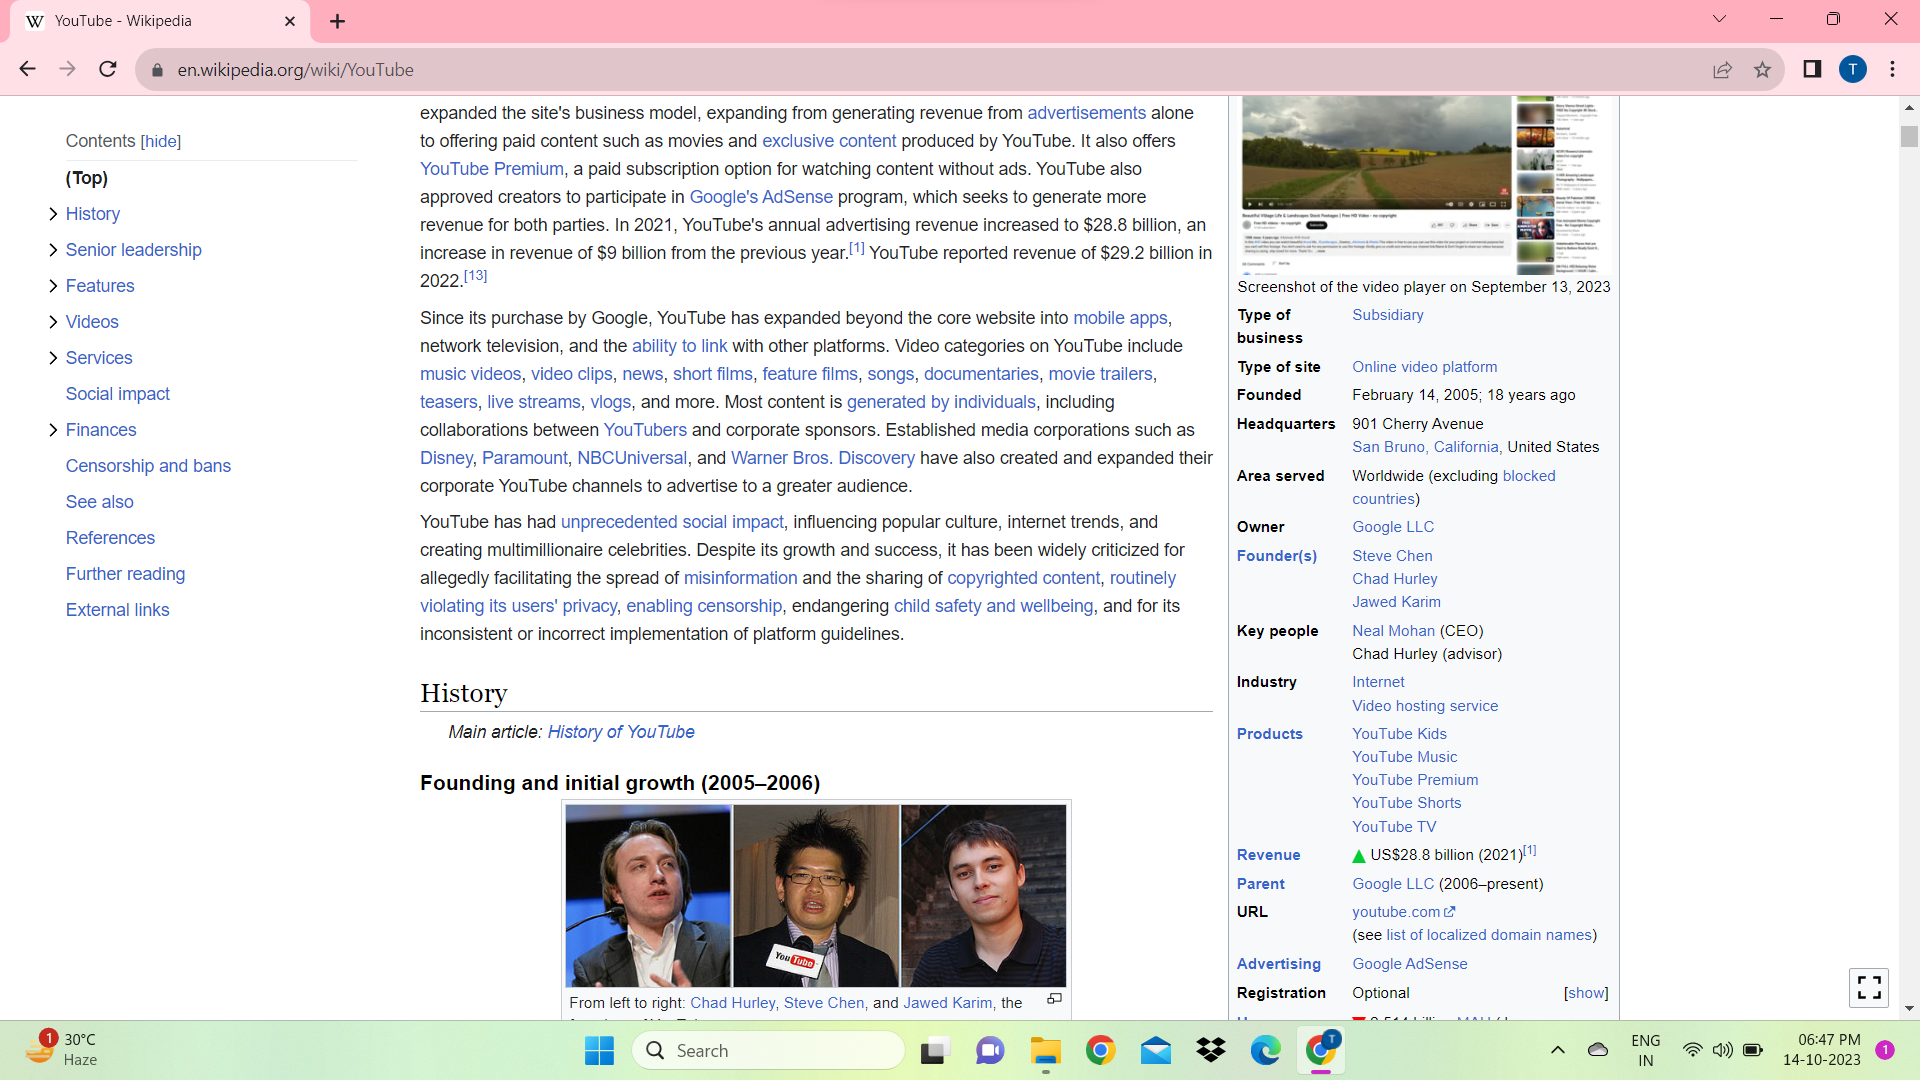 YouTube - Wikipedia
en.wikipedia.org/wiki/YouTube
T
Contents [hide]
(Top)
History
Senior leadership
Features
Videos
Services
Social impact
Finances
Censorship and bans
See also
References
Further reading
External links
expanded the site's business model, expanding from generating revenue from advertisements alone
to offering paid content such as movies and exclusive content produced by YouTube. It also offers
YouTube Premium, a paid subscription option for watching content without ads. YouTube also
approved creators to participate in Google's AdSense program, which seeks to generate more
revenue for both parties. In 2021, YouTube's annual advertising revenue increased to $28.8 billion, an
increase in revenue of $9 billion from the previous year.[1] YouTube reported revenue of $29.2 billion in
2022.[13]
Since its purchase by Google, YouTube has expanded beyond the core website into mobile apps,
network television, and the ability to link with other platforms. Video categories on YouTube include
music videos, video clips, news, short films, feature films, songs, documentaries, movie trailers,
teasers, live streams, vlogs, and more. Most content is generated by individuals, including
collaborations between YouTubers and corporate sponsors. Established media corporations such as
Disney, Paramount, NBCUniversal, and Warner Bros. Discovery have also created and expanded their
corporate YouTube channels to advertise to a greater audience.
YouTube has had unprecedented social impact, influencing popular culture, internet trends, and
creating multimillionaire celebrities. Despite its growth and success, it has been widely criticized for
allegedly facilitating the spread of misinformation and the sharing of copyrighted content, routinely
violating its users' privacy, enabling censorship, endangering child safety and wellbeing, and for its
inconsistent or incorrect implementation of platform guidelines.
History
Main article: History of YouTube
Founding and initial growth (2005–2006)
YouTube
From left to right: Chad Hurley, Steve Chen, and Jawed Karim, the
Beautiful Village Life & Landscapes Stock Footages | Free HD Video - no copyright
Screenshot of the video player on September 13, 2023
Type of business Subsidiary
Type of site Online video platform
Founded February 14, 2005; 18 years ago
Headquarters 901 Cherry Avenue
San Bruno, California, United States
Area served Worldwide (excluding blocked
countries)
Owner Google LLC
Founder(s) Steve Chen
Chad Hurley
Jawed Karim
Key people Neal Mohan (CEO)
Chad Hurley (advisor)
Industry Internet
Video hosting service
Products YouTube Kids
YouTube Music
YouTube Premium
YouTube Shorts
YouTube TV
Revenue US$28.8 billion (2021)[1]
Parent Google LLC (2006–present)
URL youtube.com
(see list of localized domain names)
Advertising Google AdSense
Registration Optional [show]
1
30°C
Haze
Search
T
ENG
IN
06:47 PM
14-10-2023
1